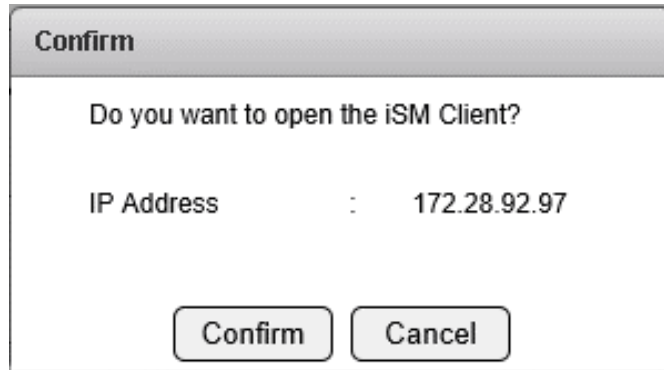 Confirm
Do you want to open the iSM Client?
IP Address : 172.28.92.97
Confirm Cancel